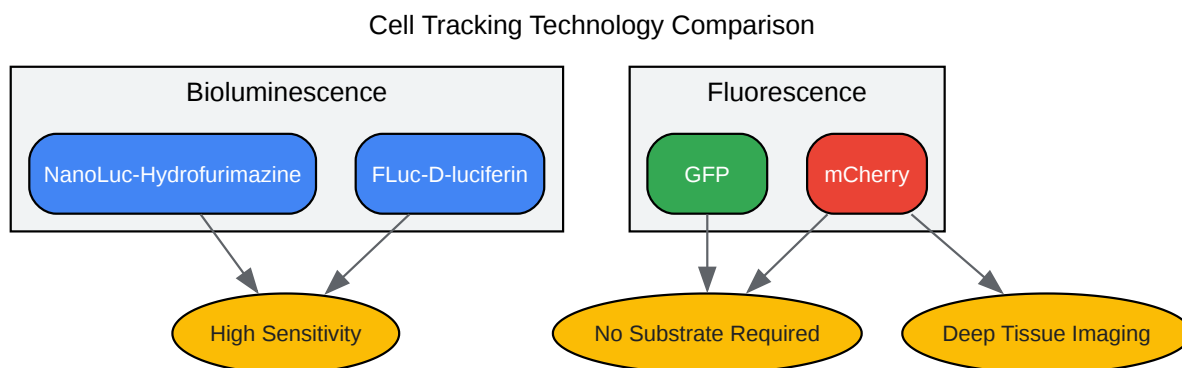 Cell Tracking Technology Comparison
Bioluminescence
Fluorescence
NanoLuc-Hydrofurimazine
FLuc-D-luciferin
GFP
mCherry
High Sensitivity
No Substrate Required
Deep Tissue Imaging